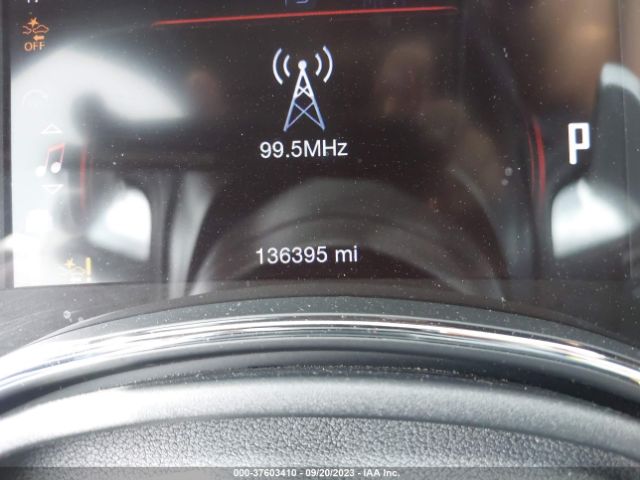 OFF
99.5MHz
P
136395 mi
000-37603410 - 09/20/2023 - IAA Inc.